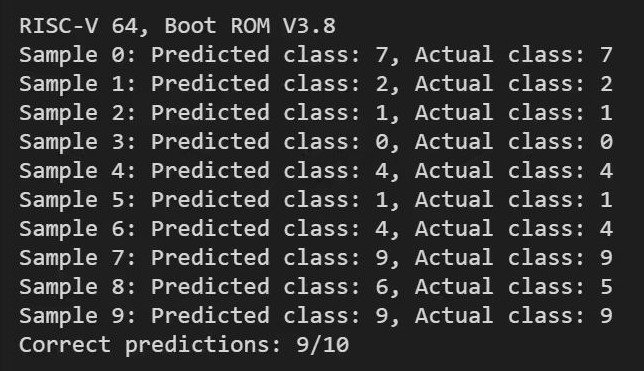 RISC-V 64, Boot ROM V3.8
Sample 0: Predicted class: 7, Actual class: 7
Sample 1: Predicted class: 2, Actual class: 2
Sample 2: Predicted class: 1, Actual class: 1
Sample 3: Predicted class: 0, Actual class: 0
Sample 4: Predicted class: 4, Actual class: 4
Sample 5: Predicted class: 1, Actual class: 1
Sample 6: Predicted class: 4, Actual class: 4
Sample 7: Predicted class: 9, Actual class: 9
Sample 8: Predicted class: 6, Actual class: 5
Sample 9: Predicted class: 9, Actual class: 9
Correct predictions: 9/10